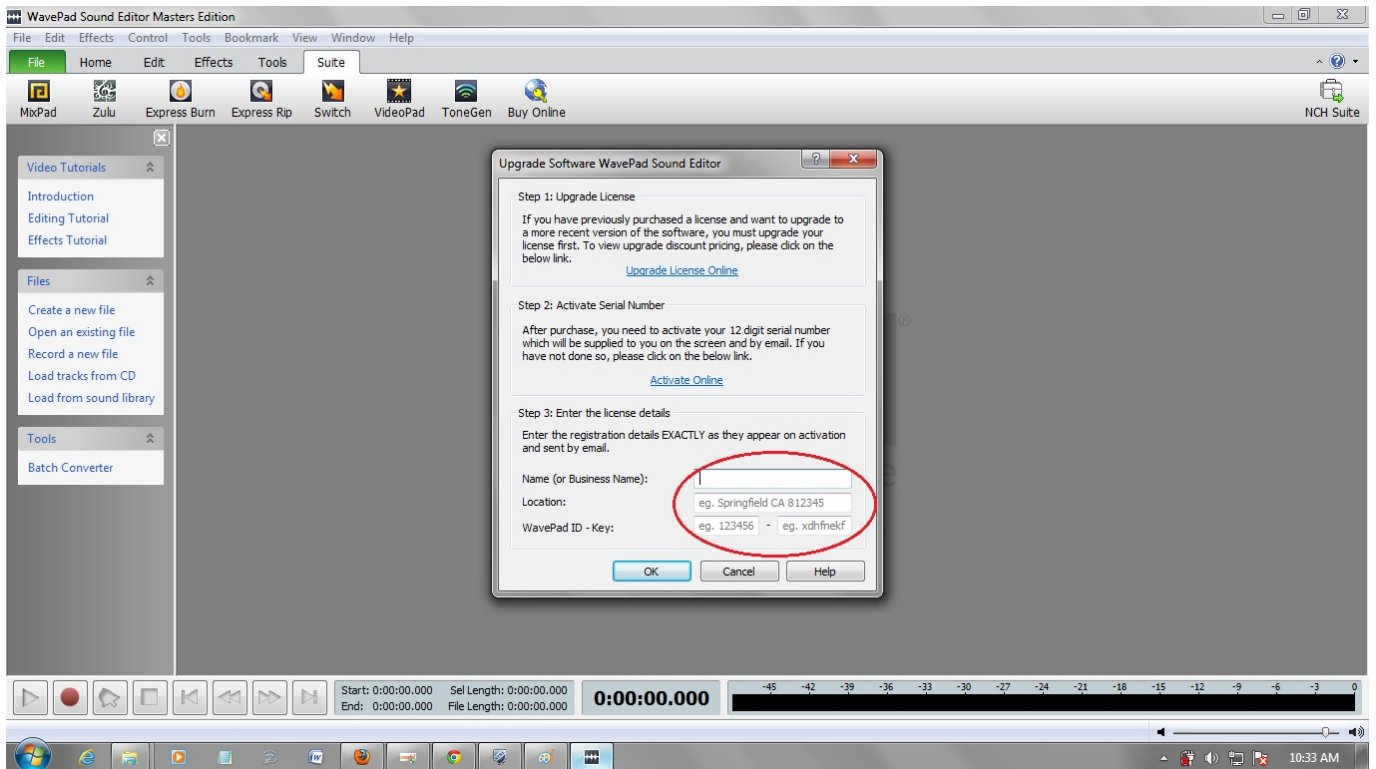 WavePad Sound Editor Masters Edition
File Edit Effects Control Tools Bookmark View Window Help
File Home Edit Effects Tools Suite
MixPad Zulu Express Burn Express Rip Switch VideoPad ToneGen Buy Online NCH Suite
Video Tutorials
Introduction
Editing Tutorial
Effects Tutorial
Files
Create a new file
Open an existing file
Record a new file
Load tracks from CD
Load from sound library
Tools
Batch Converter
Upgrade Software WavePad Sound Editor
Step 1: Upgrade License
If you have previously purchased a license and want to upgrade to
a more recent version of the software, you must upgrade your
license first. To view upgrade discount pricing, please click on the
below link.
Upgrade License Online
Step 2: Activate Serial Number
After purchase, you need to activate your 12 digit serial number
which will be supplied to you on the screen and by email. If you
have not done so, please click on the below link.
Activate Online
Step 3: Enter the license details
Enter the registration details EXACTLY as they appear on activation
and sent by email.
Name (or Business Name):
Location: eg. Springfield CA 812345
WavePad ID - Key: eg. 123456 - eg. xdhfnekf
OK Cancel Help
Start: 0:00:00.000 Sel Length: 0:00:00.000
End: 0:00:00.000 File Length: 0:00:00.000
0:00:00.000
-45 -42 -39 -36 -33 -30 -27 -24 -21 -18 -15 -12 -9 -6 -3 0
10:33 AM